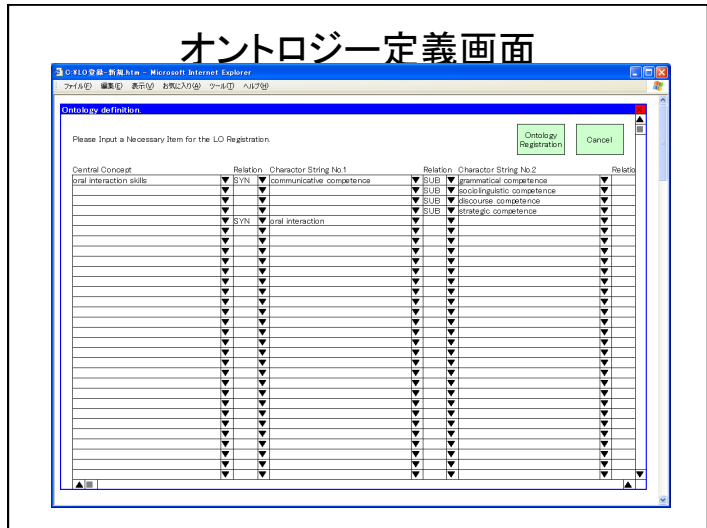 オントロジー定義画面
C:¥LO登録-新規.htm - Microsoft Internet Explorer
ファイル(F) 編集(E) 表示(V) お気に入り(A) ツール(T) ヘルプ(H)
Ontology definition.
Please Input a Necessary Item for the LO Registration.
Ontology
Registration
Cancel
Central Concept Relation Charactor String No.1 Relation Charactor String No.2 Relatio
oral interaction skills SYN communicative competence SUB grammatical competence
SUB sociolinguistic competence
SUB discourse competence
SUB strategic competence
SYN oral interaction